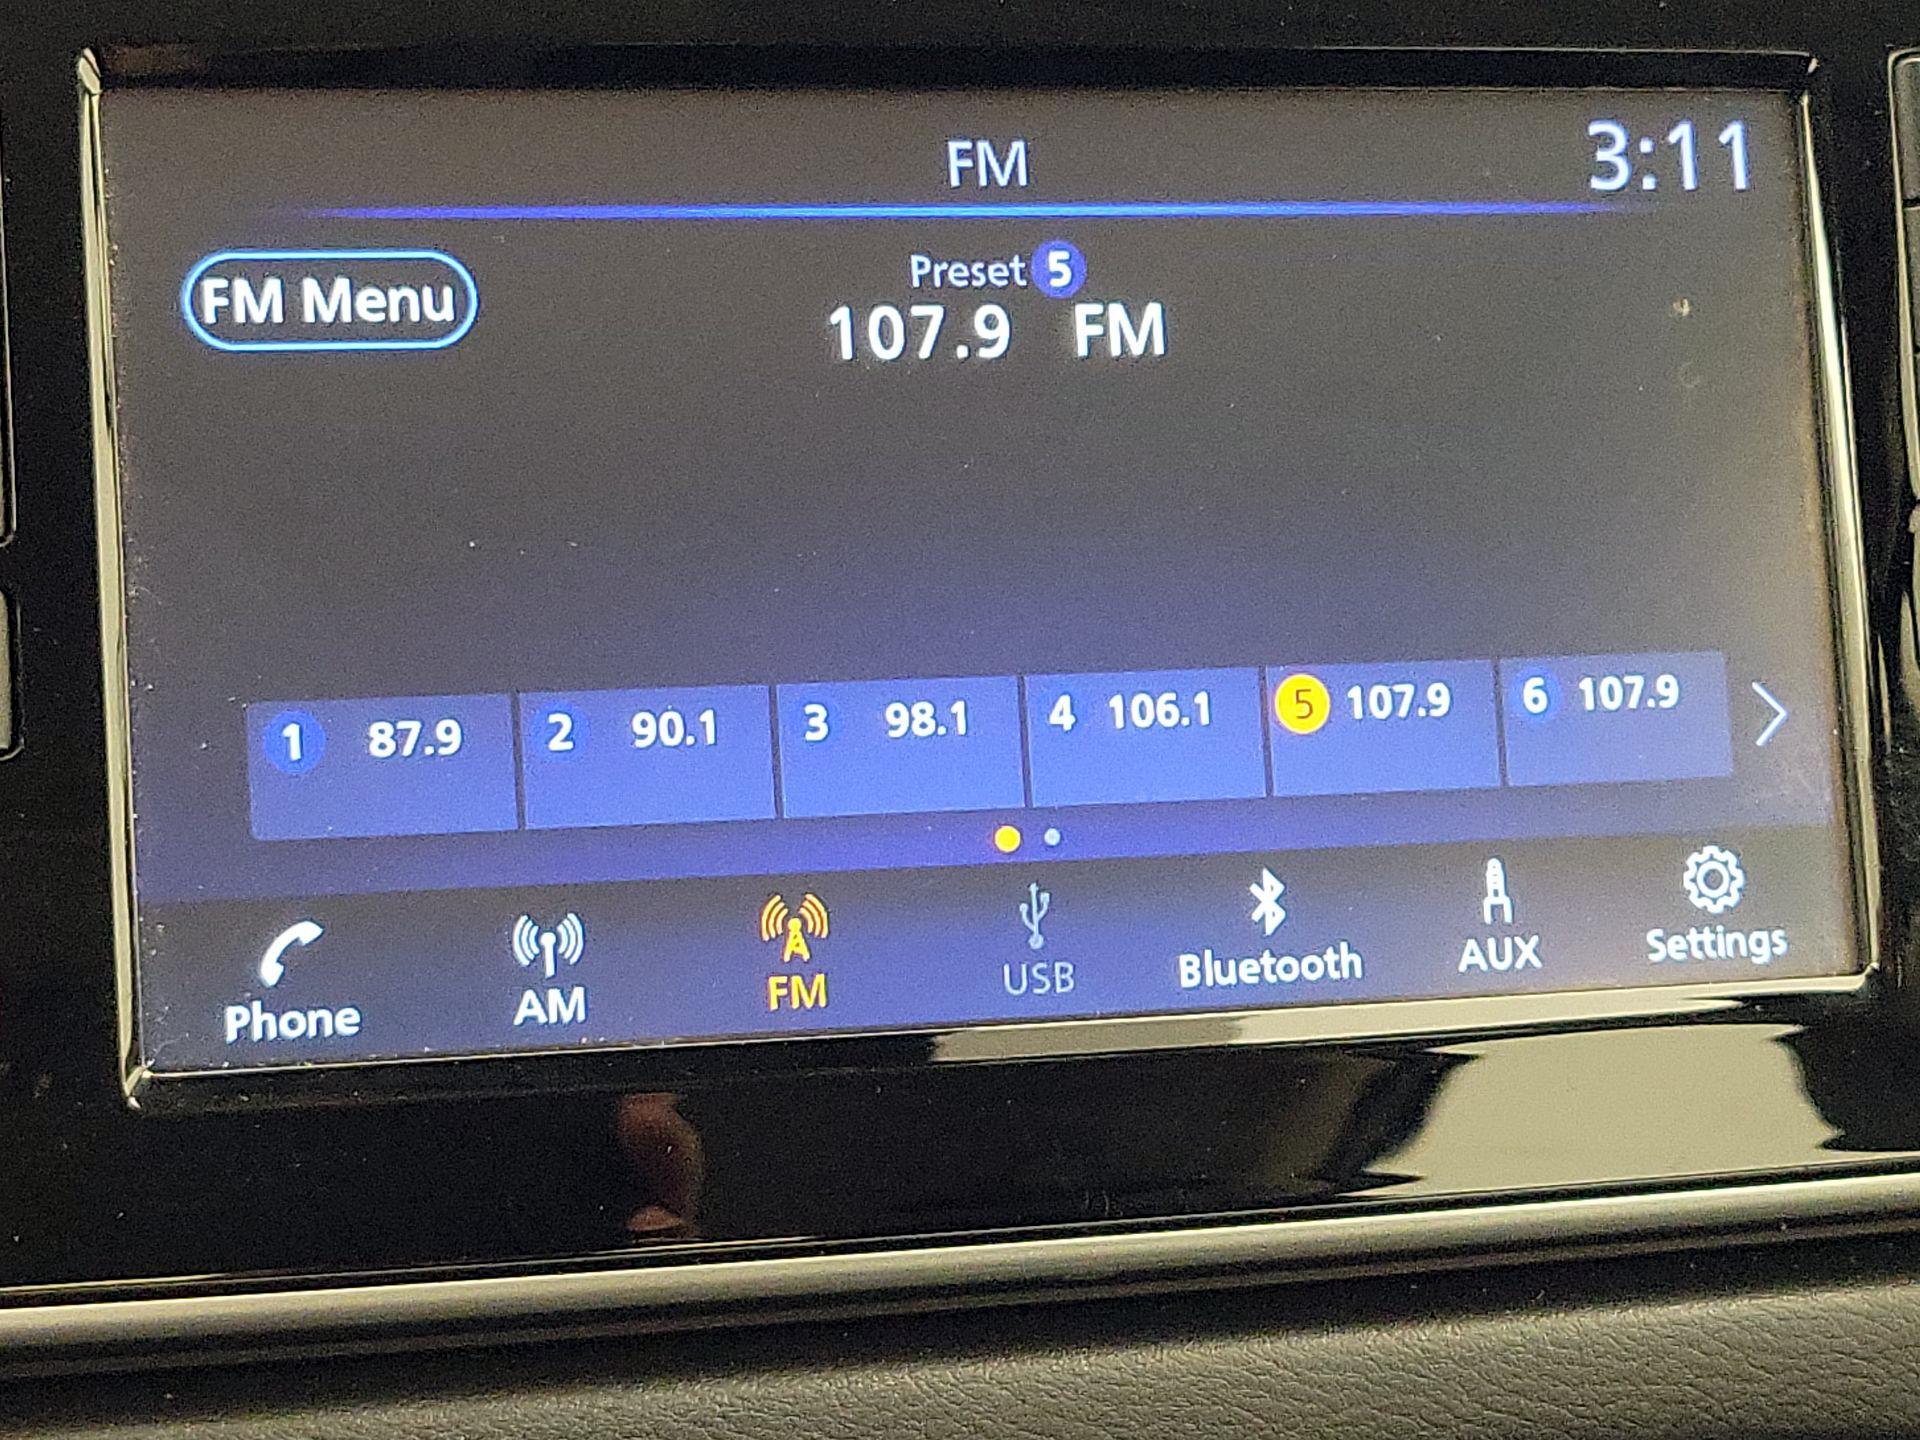 FM 3:11
FM Menu
Preset 5
107.9 FM
1 87.9 2 90.1 3 98.1 4 106.1 5 107.9 6 107.9
Phone AM FM USB Bluetooth AUX Settings